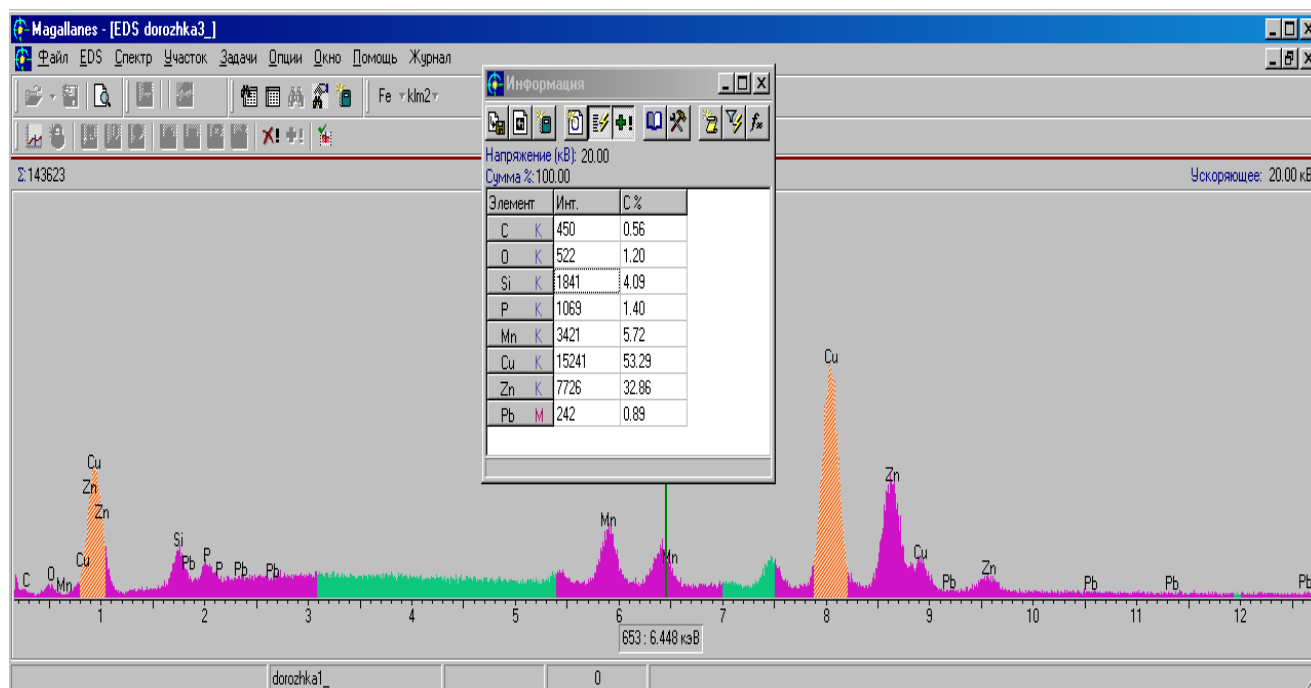 Magallanes - [EDS dorozhka3_]
Файл EDS Спектр Участок Задачи Опции Окно Помощь Журнал
Fe klm2
Σ:143623
Ускоряющее: 20.00 кВ
Информация
fx
Напряжение (кВ): 20.00
Сумма %:100.00
Элемент Инт. C %
C K 450 0.56
O K 522 1.20
Si K 1841 4.09
P K 1069 1.40
Mn K 3421 5.72
Cu K 15241 53.29
Zn K 7726 32.86
Pb M 242 0.89
Cu
Cu
Zn
Zn
Zn
Mn
Si
P
Mn
Cu
Cu
Pb
Zn
C
O
Mn
P
Pb
Pb
Pb
Pb
Pb
Pb
1 2 3 4 5 6 7 8 9 10 11 12
653 : 6.448 кэВ
dorozhka1_ 0